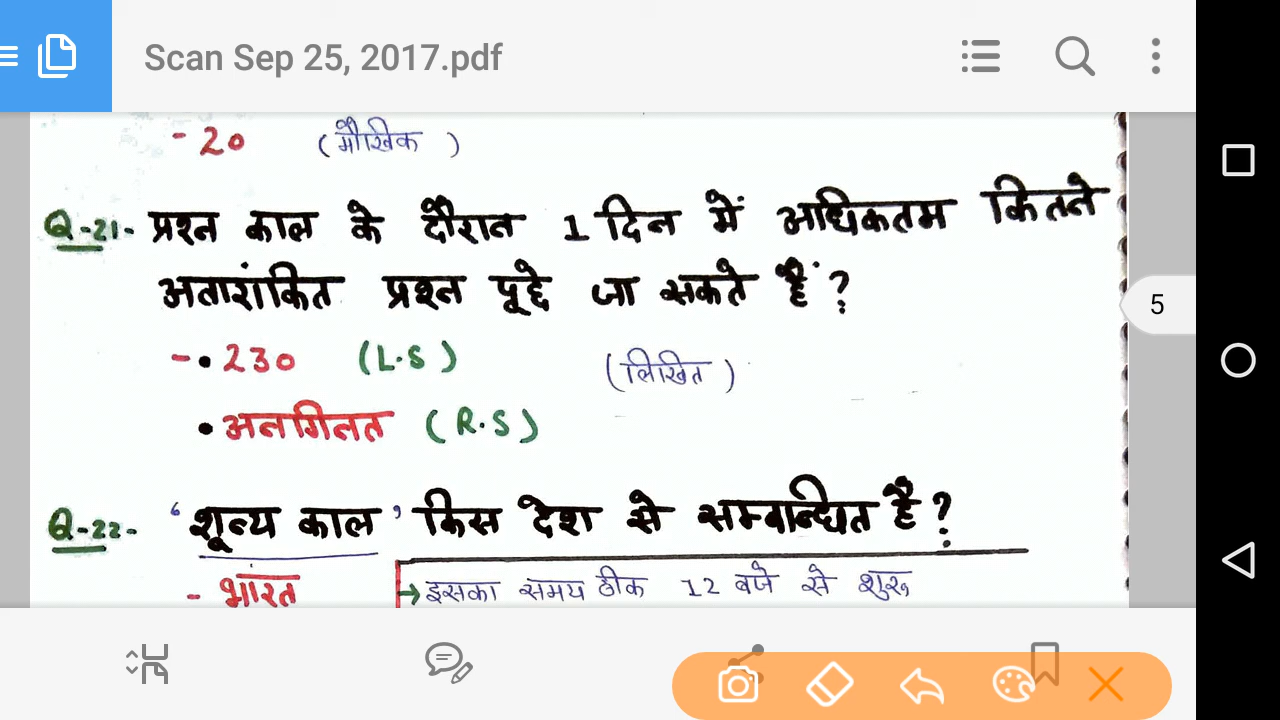 Scan Sep 25, 2017.pdf
- 20 (मौखिक)
Q-21- प्रश्न काल के दौरान 1 दिन में अधिकतम कितने
अतारांकित प्रश्न पूछे जा सकते हैं ?
- • 230 (L.S) (लिखित)
• अनगिनत (R.S)
5
Q-22- 'शून्य काल' किस देश से सम्बन्धित है ?
- भारत → इसका समय ठीक 12 बजे से शुरू